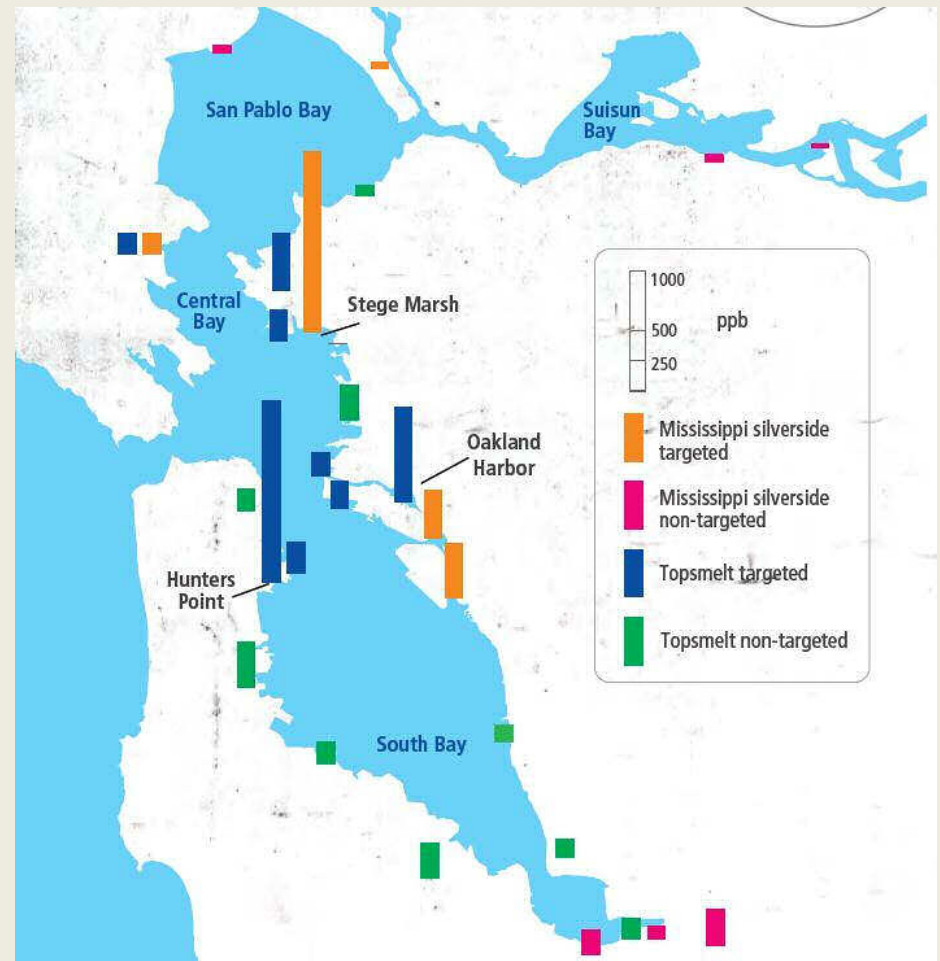 San Pablo Bay
Suisun
Bay
Central
Bay
Stege Marsh
1000
500
250
ppb
Mississippi silverside
targeted
Oakland
Harbor
Mississippi silverside
non-targeted
Topsmelt targeted
Hunters
Point
Topsmelt non-targeted
South Bay